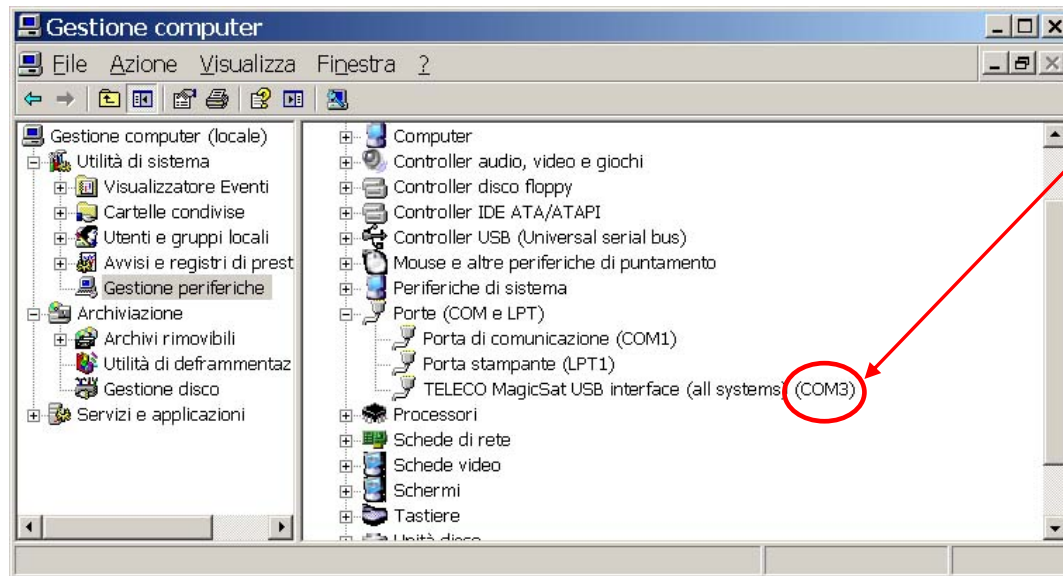 Gestione computer
File Azione Visualizza Finestra ?
Gestione computer (locale)
Utilità di sistema
Visualizzatore Eventi
Cartelle condivise
Utenti e gruppi locali
Avvisi e registri di prest
Gestione periferiche
Archiviazione
Archivi rimovibili
Utilità di deframmentaz
Gestione disco
Servizi e applicazioni
Computer
Controller audio, video e giochi
Controller disco floppy
Controller IDE ATA/ATAPI
Controller USB (Universal serial bus)
Mouse e altre periferiche di puntamento
Periferiche di sistema
Porte (COM e LPT)
Porta di comunicazione (COM1)
Porta stampante (LPT1)
TELECO MagicSat USB interface (all systems) (COM3)
Processori
Schede di rete
Schede video
Schermi
Tastiere
Unità disco